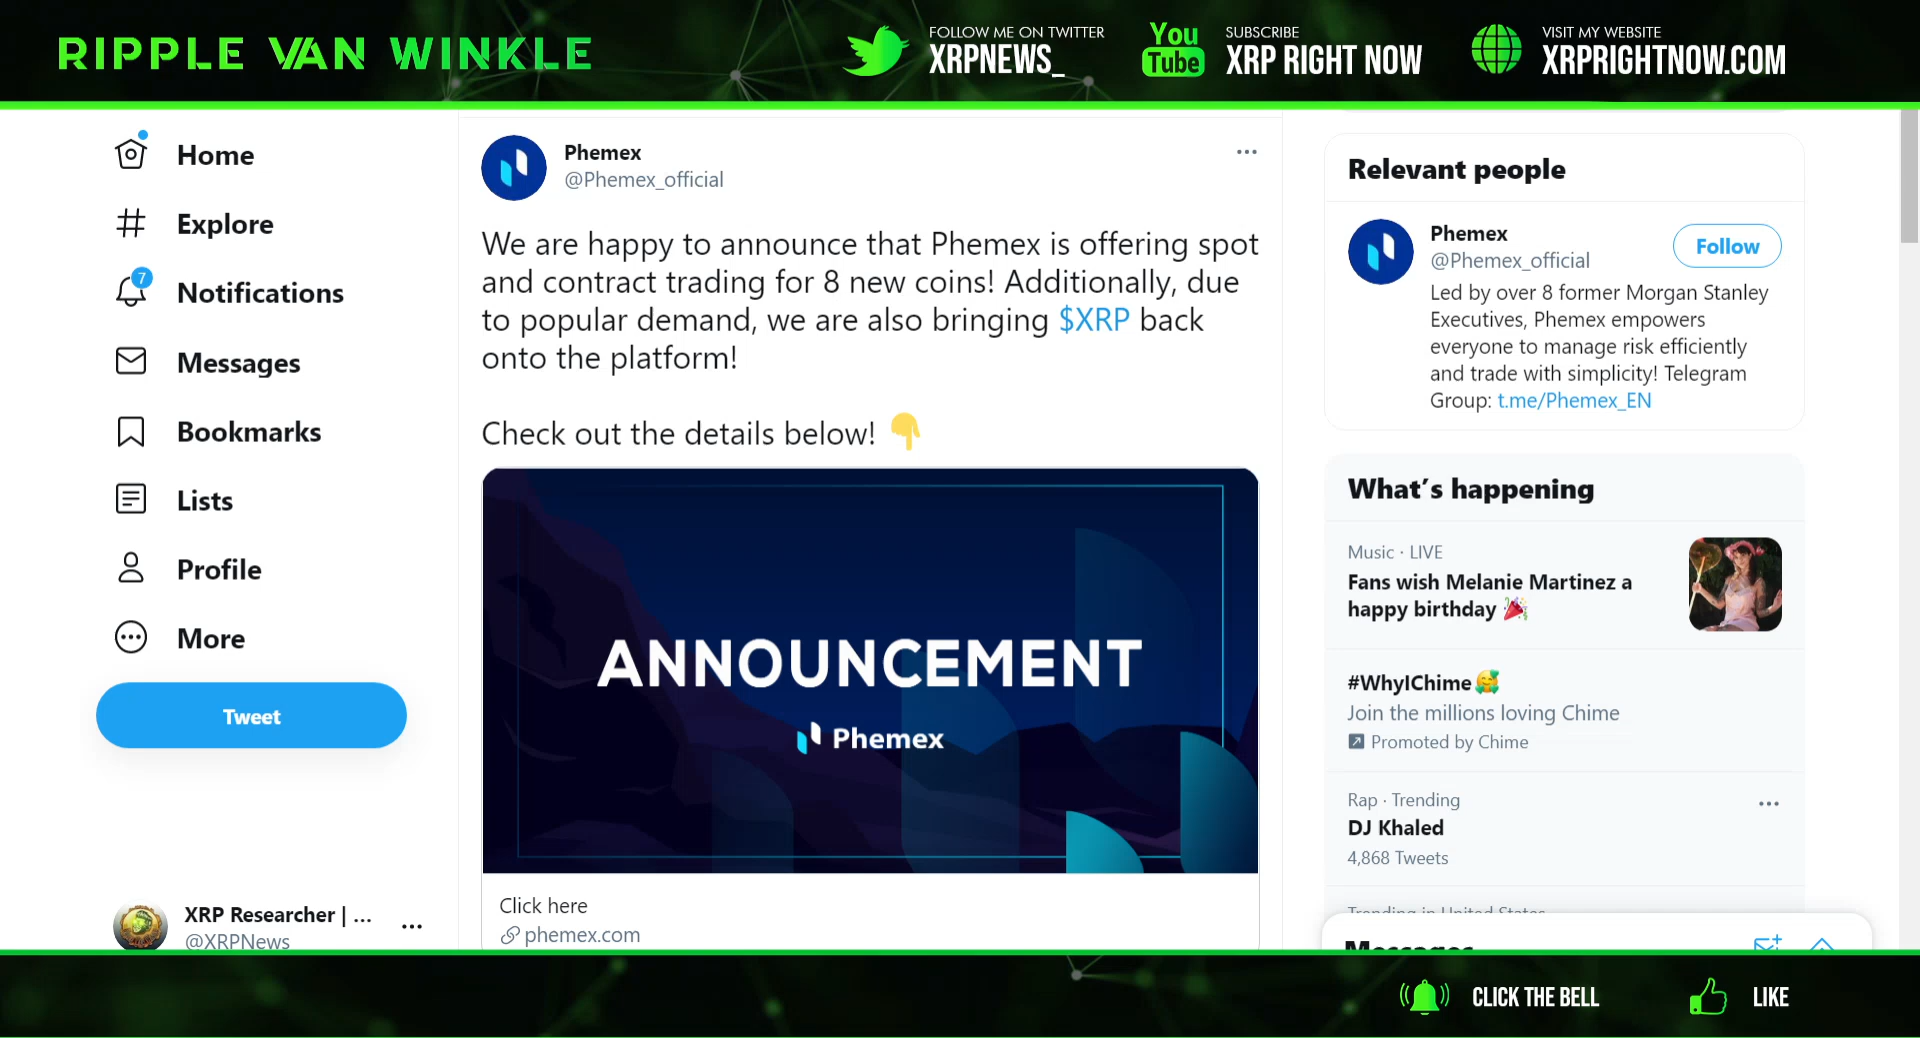 RIPPLE VAN WINKLE
FOLLOW ME ON TWITTER
XRPNEWS_
You
Tube
SUBSCRIBE
XRP RIGHT NOW
VISIT MY WEBSITE
XRPRIGHTNOW.COM
Home
Explore
7
Notifications
Messages
Bookmarks
Lists
Profile
More
Tweet
XRP Researcher | ...
@XRPNews
Phemex
@Phemex_official
We are happy to announce that Phemex is offering spot
and contract trading for 8 new coins! Additionally, due
to popular demand, we are also bringing $XRP back
onto the platform!
Check out the details below! 👇
ANNOUNCEMENT
Phemex
Click here
phemex.com
Relevant people
Phemex
@Phemex_official
Follow
Led by over 8 former Morgan Stanley
Executives, Phemex empowers
everyone to manage risk efficiently
and trade with simplicity! Telegram
Group: t.me/Phemex_EN
What's happening
Music · LIVE
Fans wish Melanie Martinez a
happy birthday 🎉
#WhyIChime🥰
Join the millions loving Chime
Promoted by Chime
Rap · Trending
DJ Khaled
4,868 Tweets
Trending in United States
Messages
CLICK THE BELL
LIKE